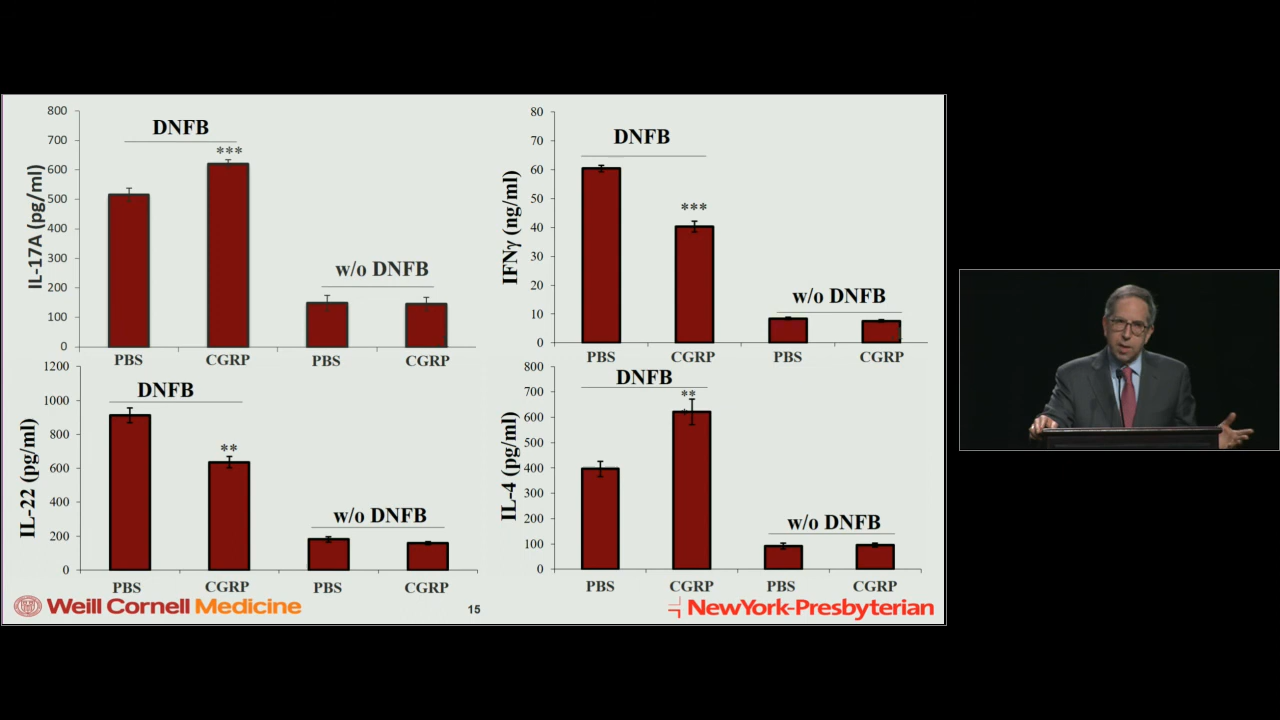 800
700
600
500
400
300
200
100
0
IL-17A (pg/ml)
DNFB
***
w/o DNFB
PBS
CGRP
PBS
CGRP
80
70
60
50
40
30
20
10
0
IFNγ (ng/ml)
DNFB
***
w/o DNFB
PBS
CGRP
PBS
CGRP
1200
1000
800
600
400
200
0
IL-22 (pg/ml)
DNFB
**
w/o DNFB
PBS
CGRP
PBS
CGRP
800
700
600
500
400
300
200
100
0
IL-4 (pg/ml)
DNFB
**
w/o DNFB
PBS
CGRP
PBS
CGRP
Weill Cornell Medicine
15
NewYork-Presbyterian